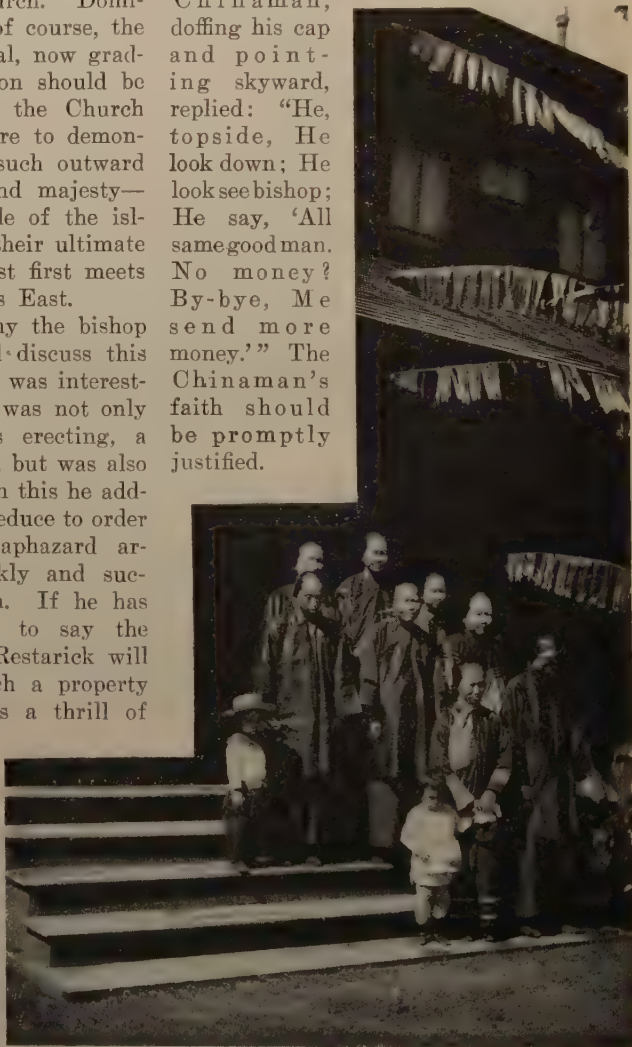 urch. Domi-
of course, the
al, now grad-
on should be
the Church
re to demon-
such outward
nd majesty—
le of the isl-
their ultimate
st first meets
s East.
ny the bishop
discuss this
was interest-
was not only
s erecting, a
but was also
n this he add-
educe to order
aphazard ar-
kly and suc-
n. If he has
to say the
Restarick will
ch a property
s a thrill of
Chinaman,
doffing his cap
and point-
ing skyward,
replied: "He,
topside, He
look down; He
look see bishop;
He say, 'All
same good man.
No money?
By-bye, Me
send more
money.'" The
Chinaman's
faith should
be promptly
justified.